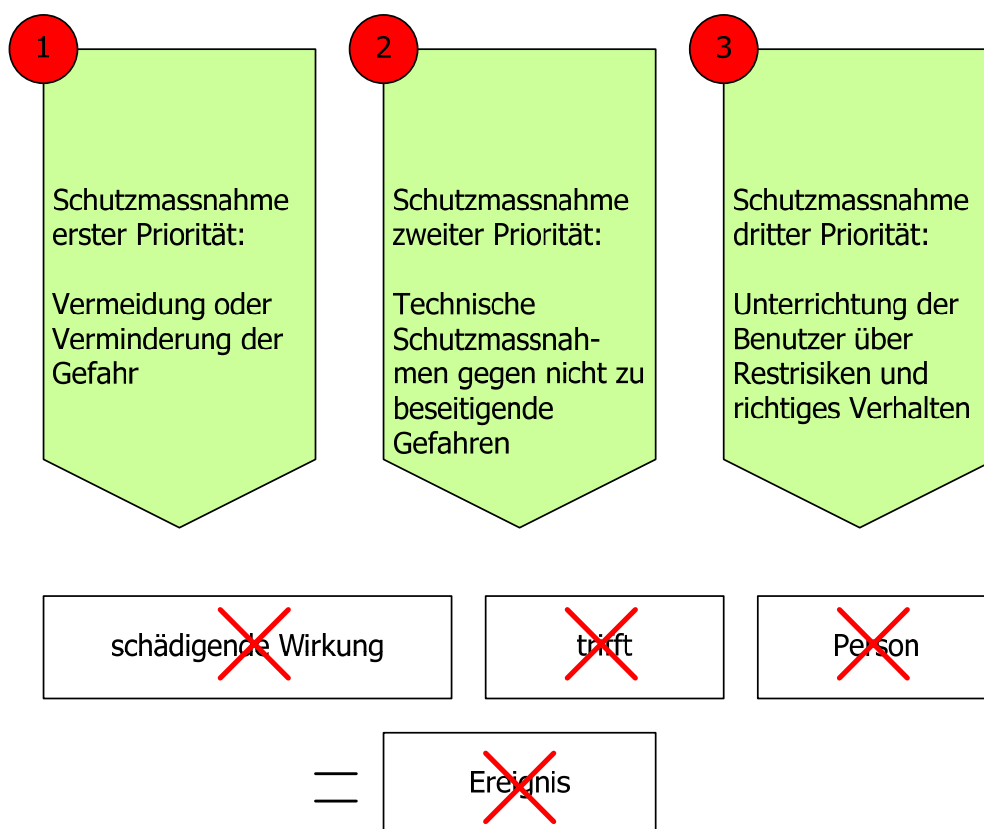 1
Schutzmassnahme
erster Priorität:
Vermeidung oder
Verminderung der
Gefahr
2
Schutzmassnahme
zweiter Priorität:
Technische
Schutzmassnah-
men gegen nicht zu
beseitigende
Gefahren
3
Schutzmassnahme
dritter Priorität:
Unterrichtung der
Benutzer über
Restrisiken und
richtiges Verhalten
schädigende Wirkung
trifft
Person
=
Ereignis